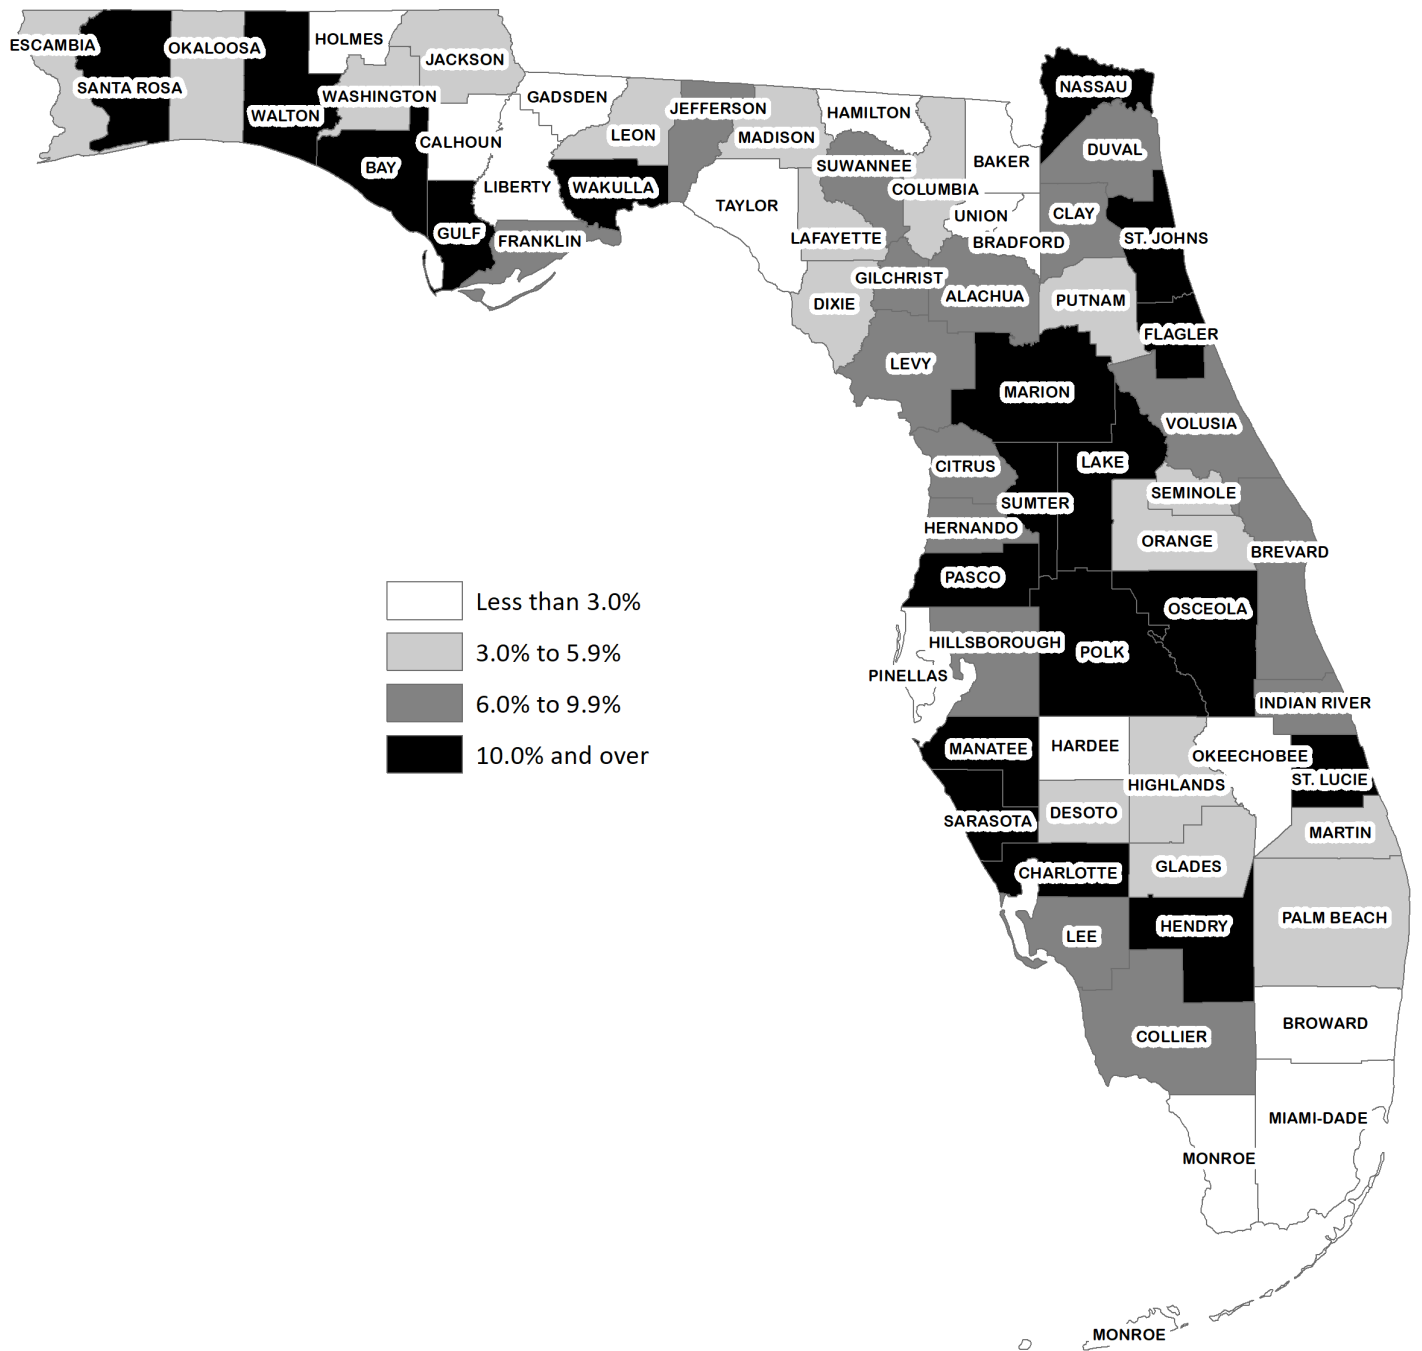 ESCAMBIA
SANTA ROSA
OKALOOSA
WALTON
HOLMES
WASHINGTON
JACKSON
BAY
CALHOUN
GULF
LIBERTY
GADSDEN
FRANKLIN
LEON
WAKULLA
JEFFERSON
MADISON
TAYLOR
HAMILTON
SUWANNEE
LAFAYETTE
DIXIE
COLUMBIA
BAKER
UNION
BRADFORD
GILCHRIST
ALACHUA
LEVY
NASSAU
DUVAL
CLAY
ST. JOHNS
PUTNAM
FLAGLER
MARION
VOLUSIA
CITRUS
LAKE
SUMTER
SEMINOLE
HERNANDO
ORANGE
BREVARD
PASCO
OSCEOLA
HILLSBOROUGH
POLK
PINELLAS
INDIAN RIVER
MANATEE
HARDEE
OKEECHOBEE
ST. LUCIE
HIGHLANDS
DESOTO
SARASOTA
MARTIN
CHARLOTTE
GLADES
LEE
HENDRY
PALM BEACH
COLLIER
BROWARD
MIAMI-DADE
MONROE
MONROE
Less than 3.0%
3.0% to 5.9%
6.0% to 9.9%
10.0% and over